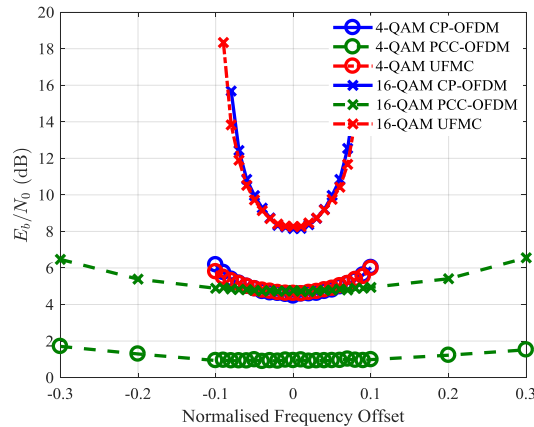 20
18
16
14
12
10
8
6
4
2
0
E_b/N_0 (dB)
4-QAM CP-OFDM
4-QAM PCC-OFDM
4-QAM UFMC
16-QAM CP-OFDM
16-QAM PCC-OFDM
16-QAM UFMC
-0.3 -0.2 -0.1 0 0.1 0.2 0.3
Normalised Frequency Offset